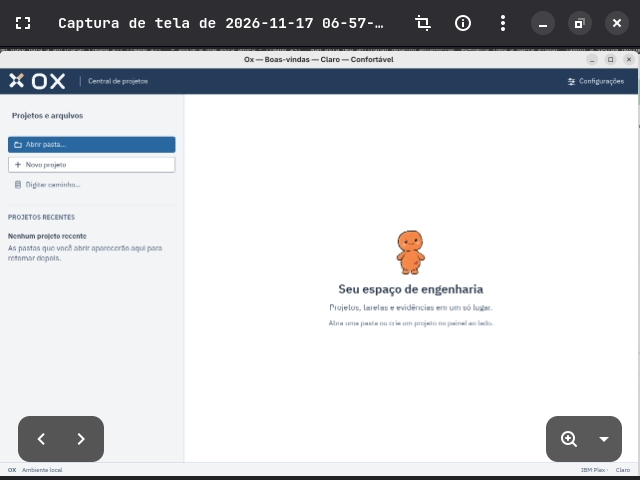 Captura de tela de 2026-11-17 06-57-…
Ox — Boas-vindas — Claro — Confortável
OX
Central de projetos
Configurações
Projetos e arquivos
Abrir pasta...
Novo projeto
Digitar caminho...
PROJETOS RECENTES
Nenhum projeto recente
As pastas que você abrir aparecerão aqui para
retomar depois.
Seu espaço de engenharia
Projetos, tarefas e evidências em um só lugar.
Abra uma pasta ou crie um projeto no painel ao lado.
OX Ambiente local
IBM Plex · Claro